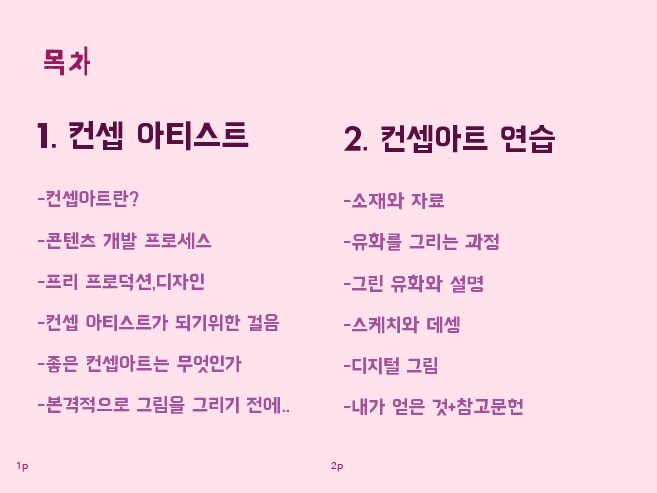 목차
1. 컨셉 아티스트
-컨셉아트란?
-콘텐츠 개발 프로세스
-프리 프로덕션,디자인
-컨셉 아티스트가 되기위한 걸음
-좋은 컨셉아트는 무엇인가
-본격적으로 그림을 그리기 전에..
1p
2. 컨셉아트 연습
-소재와 자료
-유화를 그리는 과정
-그린 유화와 설명
-스케치와 데셍
-디지털 그림
-내가 얻은 것+참고문헌
2p